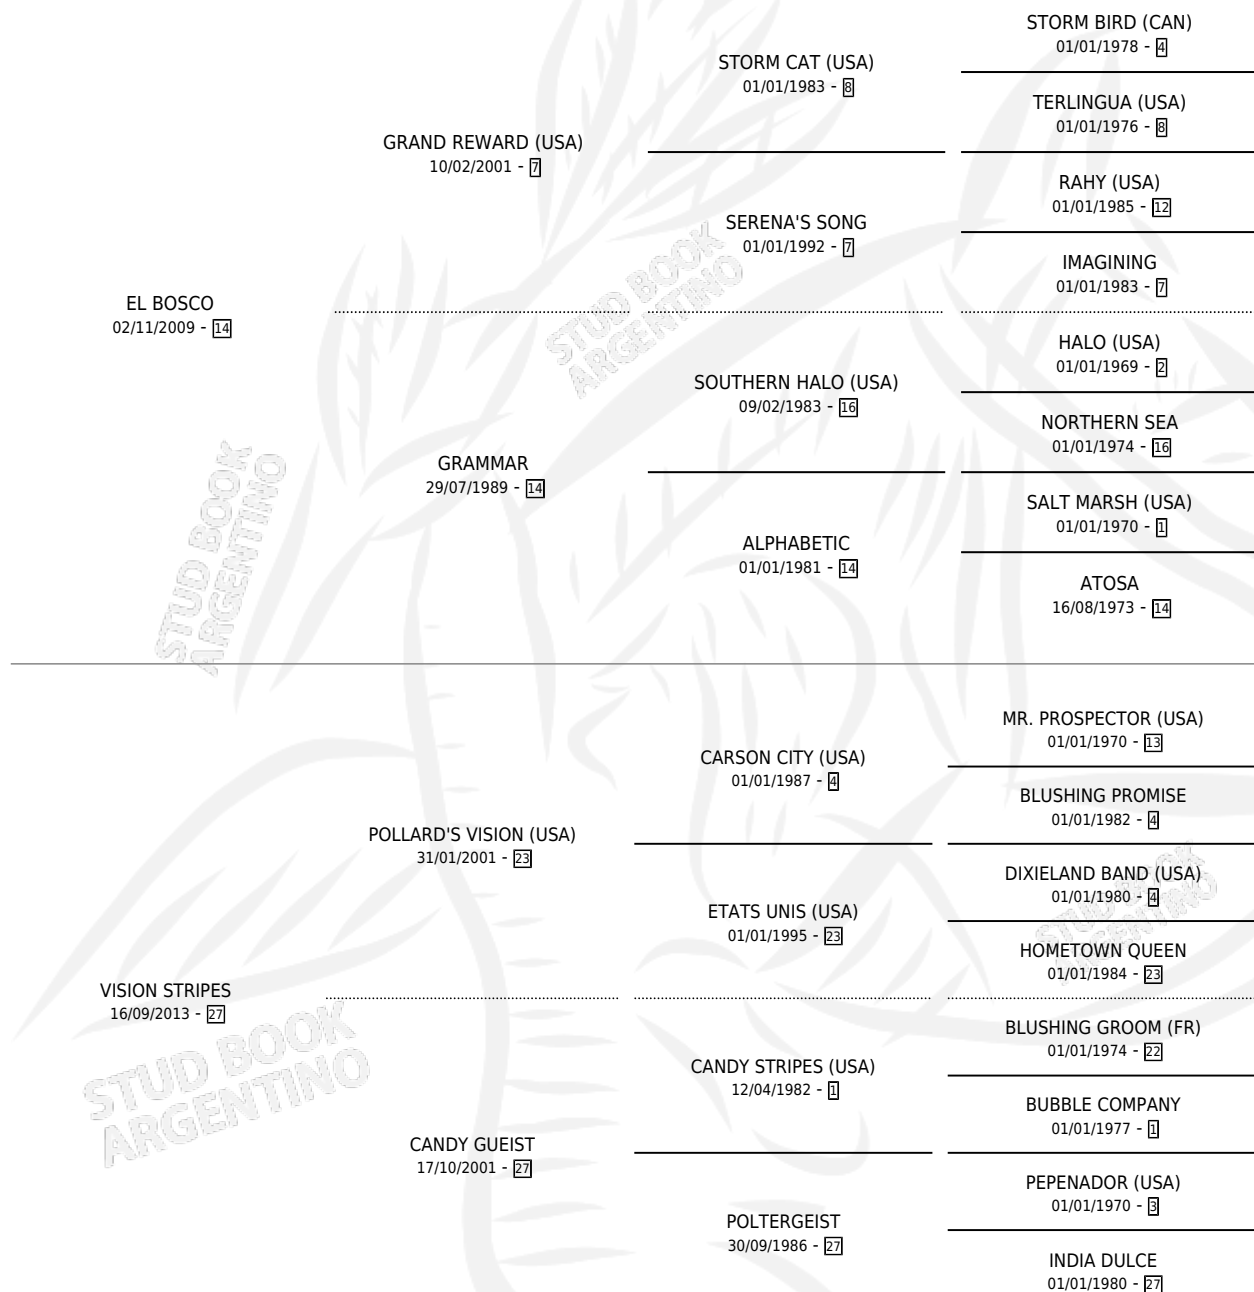 STORM BIRD (CAN)
01/01/1978 - 4
STORM CAT (USA)
01/01/1983 - 8
TERLINGUA (USA)
01/01/1976 - 8
GRAND REWARD (USA)
10/02/2001 - 7
RAHY (USA)
01/01/1985 - 12
SERENA'S SONG
01/01/1992 - 7
IMAGINING
01/01/1983 - 7
EL BOSCO
02/11/2009 - 14
HALO (USA)
01/01/1969 - 2
SOUTHERN HALO (USA)
09/02/1983 - 16
NORTHERN SEA
01/01/1974 - 16
GRAMMAR
29/07/1989 - 14
SALT MARSH (USA)
01/01/1970 - 1
ALPHABETIC
01/01/1981 - 14
ATOSA
16/08/1973 - 14
MR. PROSPECTOR (USA)
01/01/1970 - 13
CARSON CITY (USA)
01/01/1987 - 4
BLUSHING PROMISE
01/01/1982 - 4
POLLARD'S VISION (USA)
31/01/2001 - 23
DIXIELAND BAND (USA)
01/01/1980 - 4
ETATS UNIS (USA)
01/01/1995 - 23
HOMETOWN QUEEN
01/01/1984 - 23
VISION STRIPES
16/09/2013 - 27
BLUSHING GROOM (FR)
01/01/1974 - 22
CANDY STRIPES (USA)
12/04/1982 - 1
BUBBLE COMPANY
01/01/1977 - 1
CANDY GUEIST
17/10/2001 - 27
PEPENADOR (USA)
01/01/1970 - 3
POLTERGEIST
30/09/1986 - 27
INDIA DULCE
01/01/1980 - 27
STUD BOOK
ARGENTINO
STUD BOOK
ARGENTINO
STUD BOOK
ARGENTINO
STUD BOOK
ARGENTINO